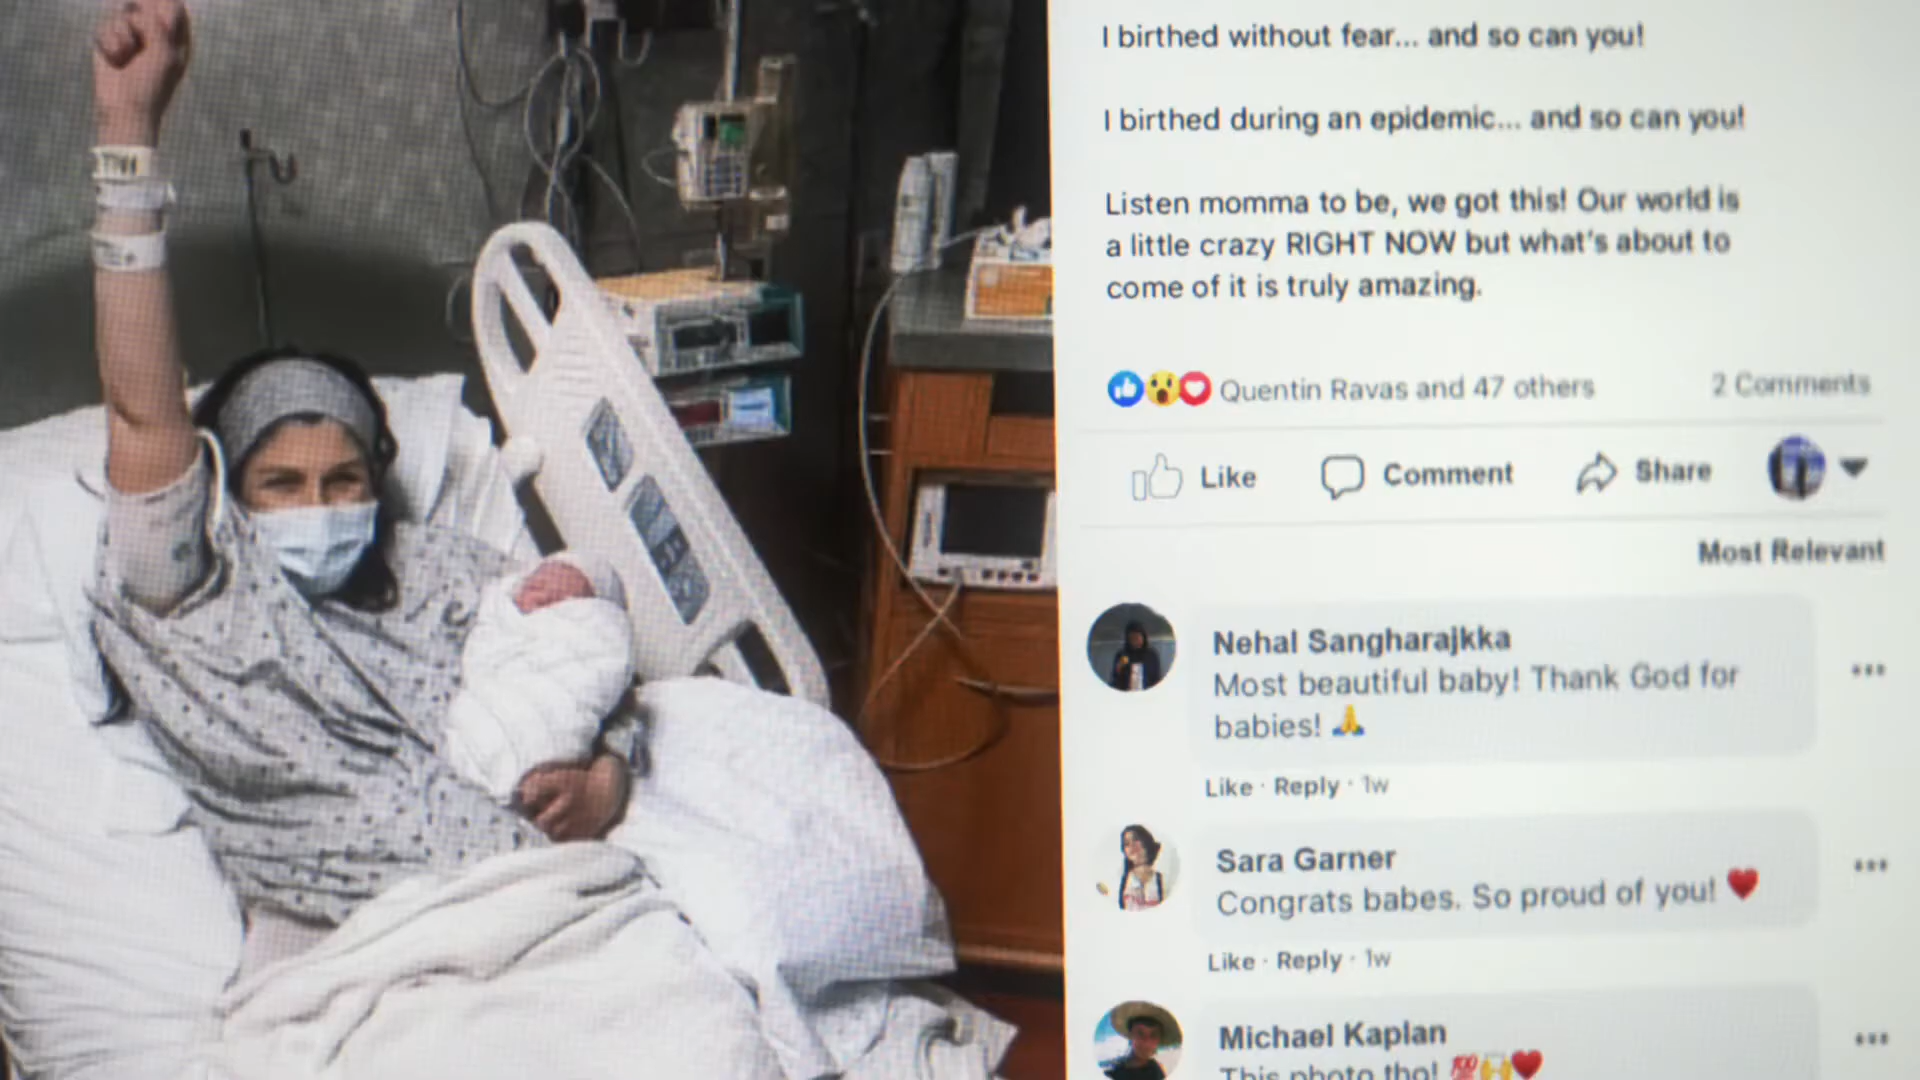 I birthed without fear... and so can you!
I birthed during an epidemic... and so can you!
Listen momma to be, we got this! Our world is
a little crazy RIGHT NOW but what's about to
come of it is truly amazing.
Quentin Ravas and 47 others
2 Comments
Like
Comment
Share
Most Relevant
Nehal Sangharajkka
Most beautiful baby! Thank God for
babies! 🙏
Like · Reply · 1w
Sara Garner
Congrats babes. So proud of you! ♥
Like · Reply · 1w
Michael Kaplan
This photo tho! 💯🙌♥